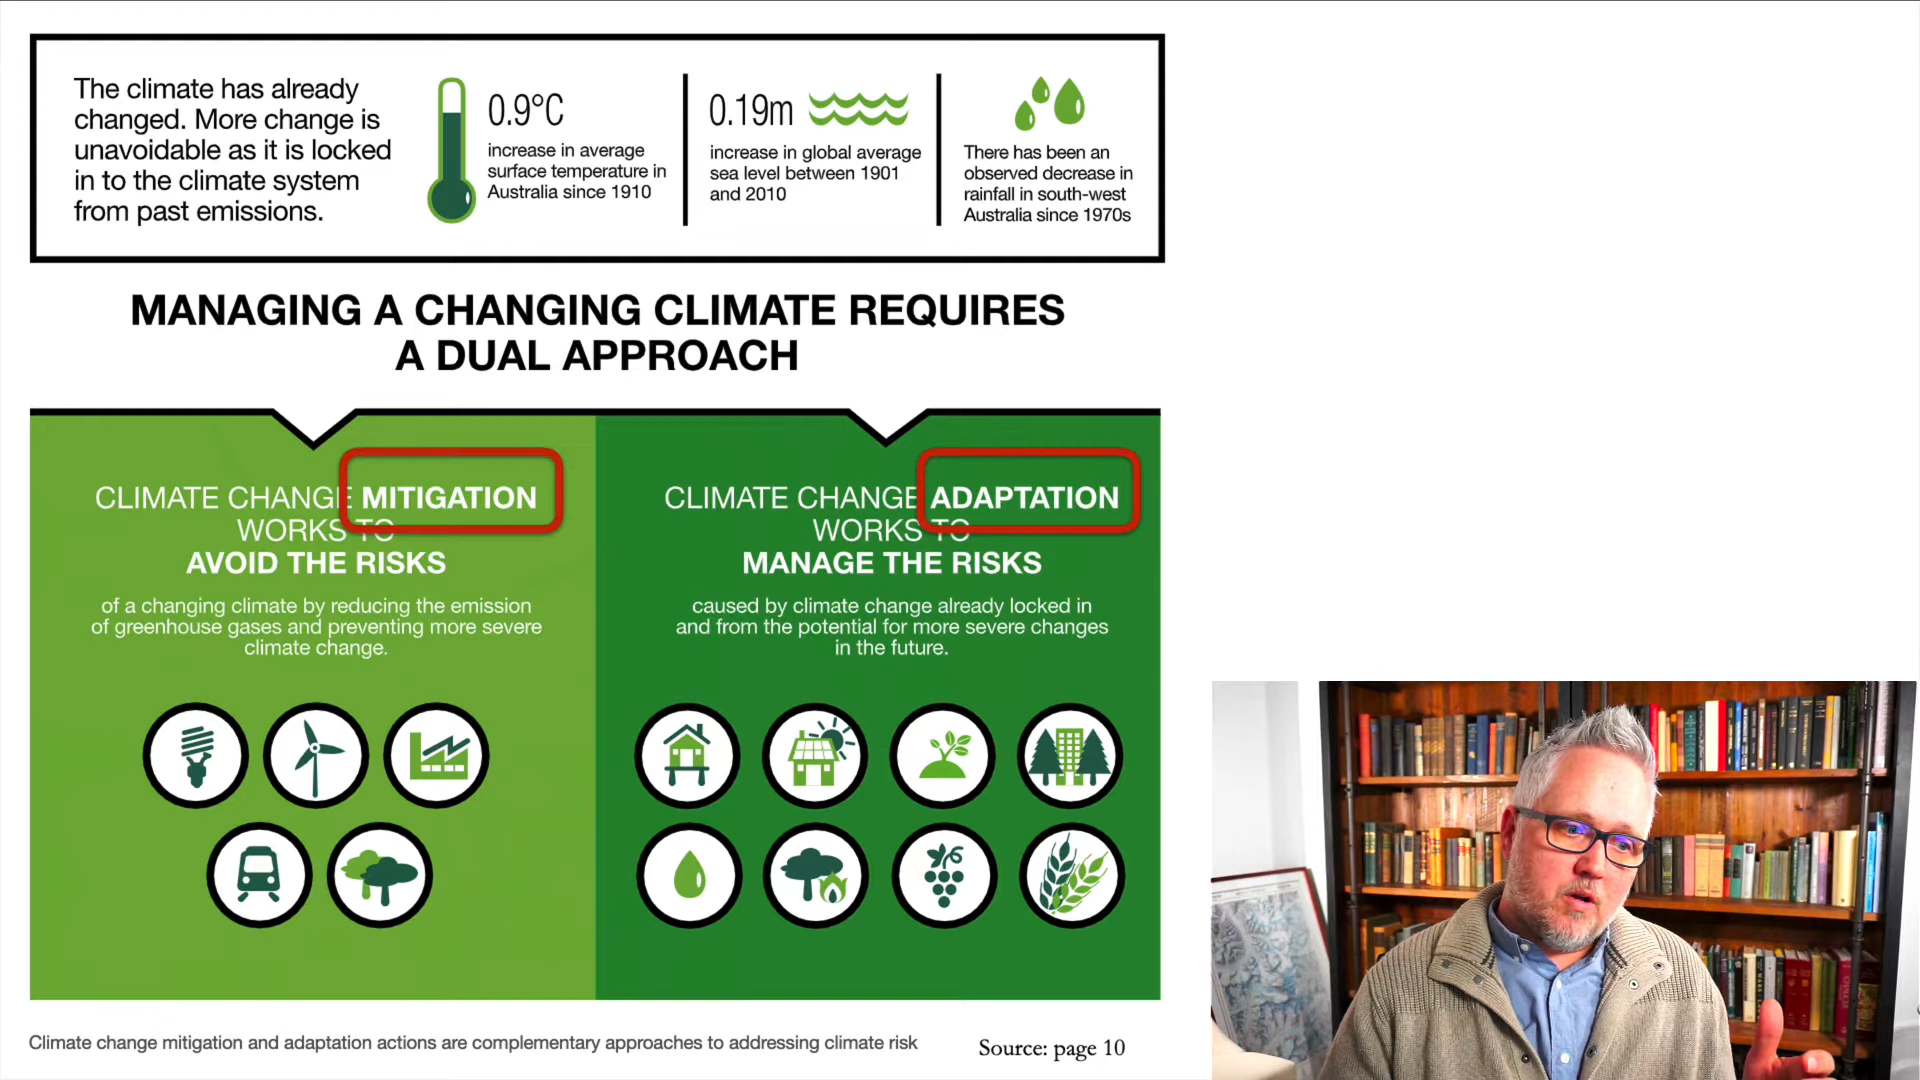 The climate has already
changed. More change is
unavoidable as it is locked
in to the climate system
from past emissions.
0.9°C
increase in average
surface temperature in
Australia since 1910
0.19m
increase in global average
sea level between 1901
and 2010
There has been an
observed decrease in
rainfall in south-west
Australia since 1970s
MANAGING A CHANGING CLIMATE REQUIRES
A DUAL APPROACH
CLIMATE CHANGE MITIGATION
WORKS TO
AVOID THE RISKS
of a changing climate by reducing the emission
of greenhouse gases and preventing more severe
climate change.
CLIMATE CHANGE ADAPTATION
WORKS TO
MANAGE THE RISKS
caused by climate change already locked in
and from the potential for more severe changes
in the future.
Climate change mitigation and adaptation actions are complementary approaches to addressing climate risk
Source: page 10